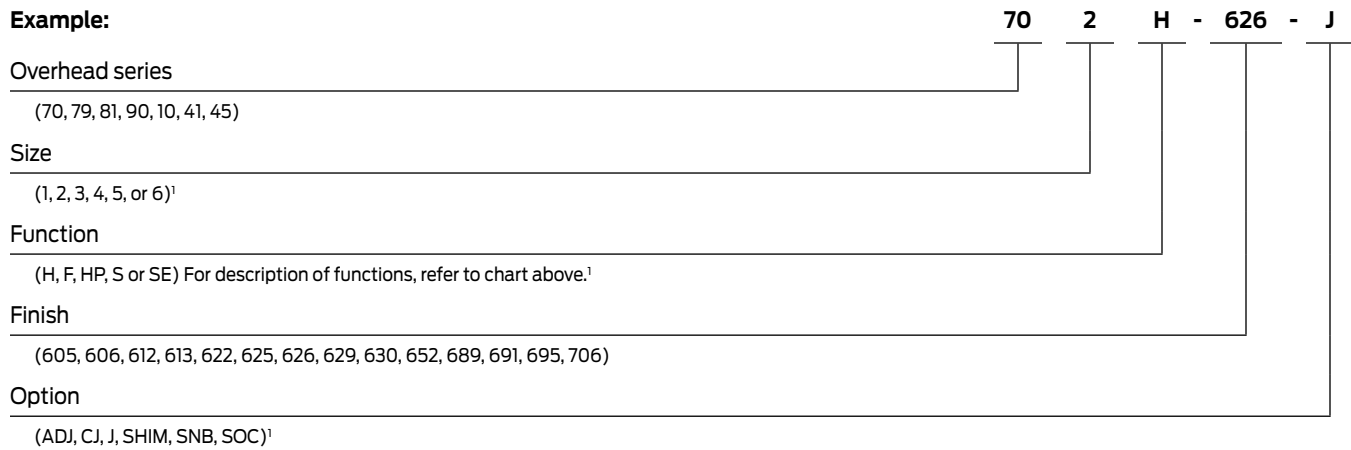 Example: 70 2 H - 626 - J
Overhead series
(70, 79, 81, 90, 10, 41, 45)
Size
(1, 2, 3, 4, 5, or 6)¹
Function
(H, F, HP, S or SE) For description of functions, refer to chart above.¹
Finish
(605, 606, 612, 613, 622, 625, 626, 629, 630, 652, 689, 691, 695, 706)
Option
(ADJ, CJ, J, SHIM, SNB, SOC)¹